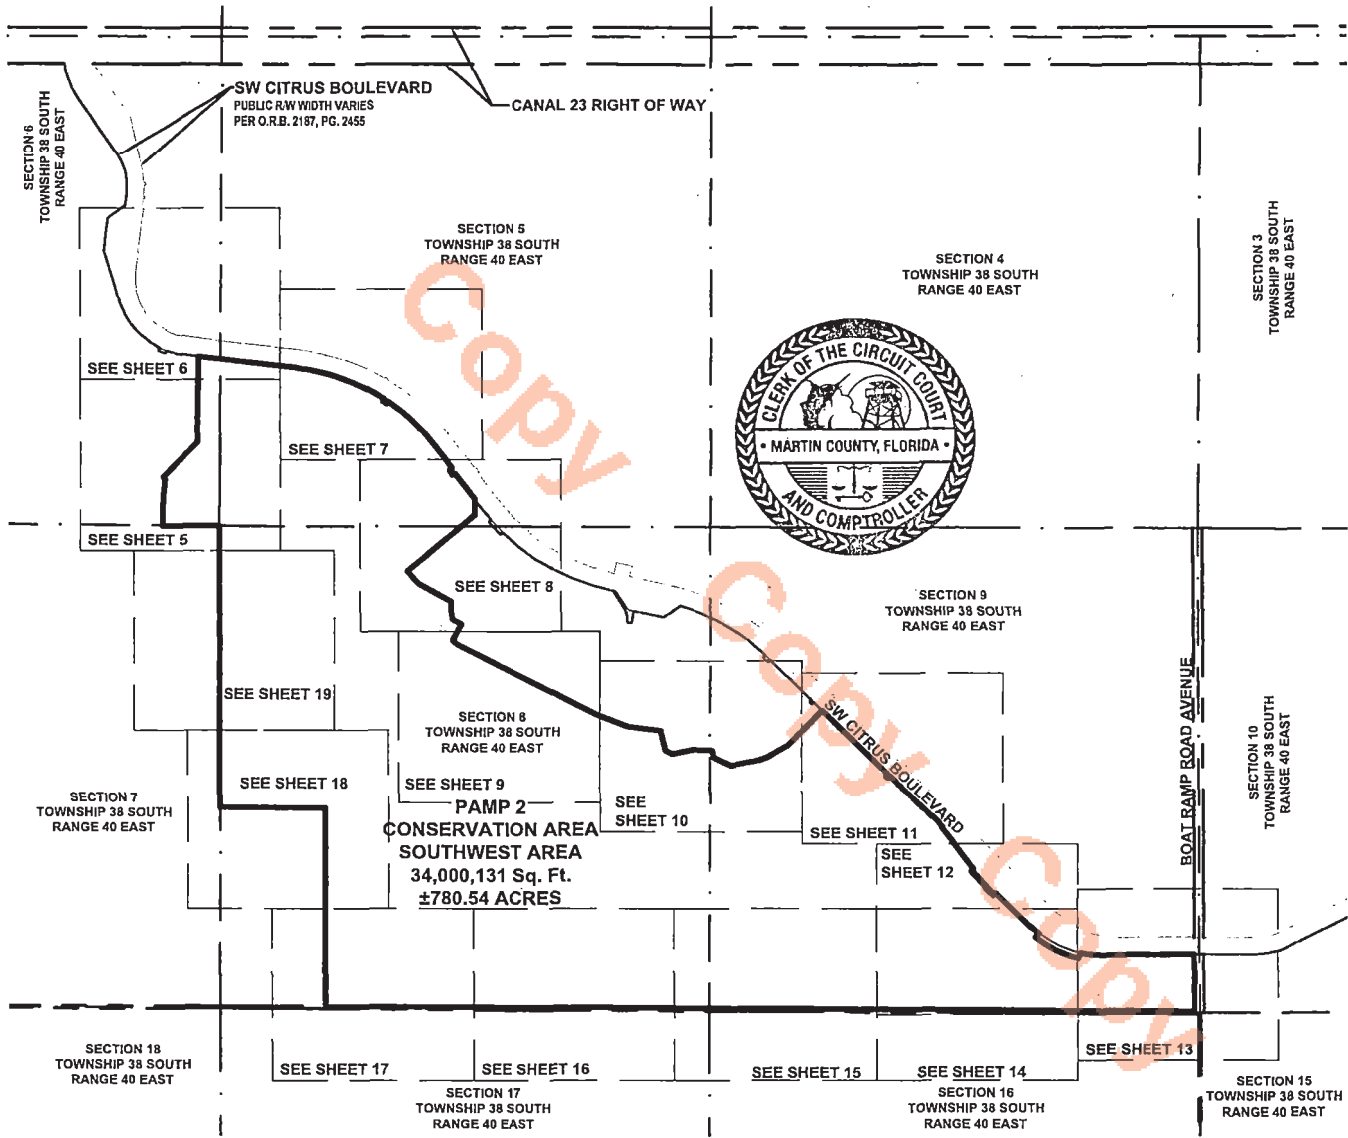 SW CITRUS BOULEVARD
PUBLIC R/W WIDTH VARIES
PER O.R.B. 2187, PG. 2455
CANAL 23 RIGHT OF WAY
SECTION 6
TOWNSHIP 38 SOUTH
RANGE 40 EAST
SECTION 5
TOWNSHIP 38 SOUTH
RANGE 40 EAST
SECTION 4
TOWNSHIP 38 SOUTH
RANGE 40 EAST
SECTION 3
TOWNSHIP 38 SOUTH
RANGE 40 EAST
Copy
CLERK OF THE CIRCUIT COURT
• MARTIN COUNTY, FLORIDA •
AND COMPTROLLER
SEE SHEET 6
SEE SHEET 7
SEE SHEET 5
SEE SHEET 8
Copy
SECTION 9
TOWNSHIP 38 SOUTH
RANGE 40 EAST
SEE SHEET 19
SECTION 8
TOWNSHIP 38 SOUTH
RANGE 40 EAST
SW CITRUS BOULEVARD
BOAT RAMP ROAD AVENUE
SECTION 10
TOWNSHIP 38 SOUTH
RANGE 40 EAST
SECTION 7
TOWNSHIP 38 SOUTH
RANGE 40 EAST
SEE SHEET 18
SEE SHEET 9
SEE
SHEET 10
SEE SHEET 11
SEE
SHEET 12
PAMP 2
CONSERVATION AREA
SOUTHWEST AREA
34,000,131 Sq. Ft.
±780.54 ACRES
Copy
SECTION 18
TOWNSHIP 38 SOUTH
RANGE 40 EAST
SEE SHEET 17
SEE SHEET 16
SEE SHEET 15
SEE SHEET 14
SEE SHEET 13
SECTION 17
TOWNSHIP 38 SOUTH
RANGE 40 EAST
SECTION 16
TOWNSHIP 38 SOUTH
RANGE 40 EAST
SECTION 15
TOWNSHIP 38 SOUTH
RANGE 40 EAST